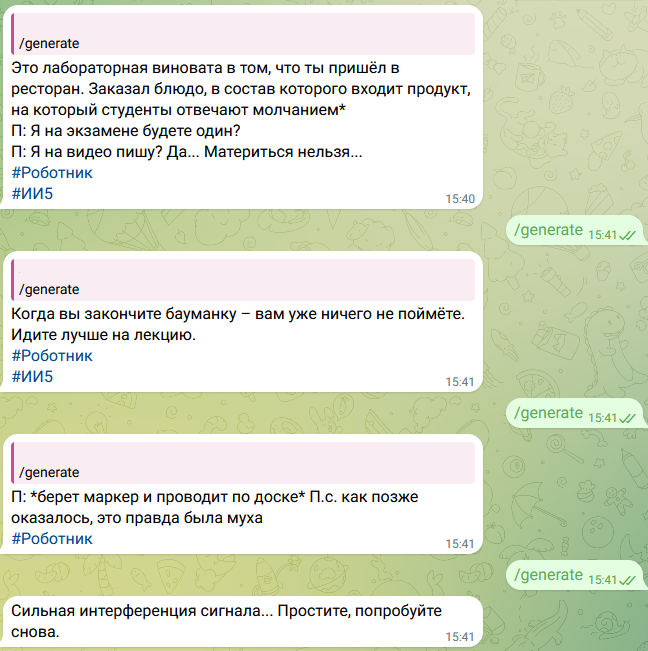 /generate
Это лабораторная виновата в том, что ты пришёл в
ресторан. Заказал блюдо, в состав которого входит продукт,
на который студенты отвечают молчанием*
П: Я на экзамене будете один?
П: Я на видео пишу? Да... Материться нельзя...
#Роботник
#ИИ5
15:40
/generate 15:41
/generate
Когда вы закончите бауманку – вам уже ничего не поймёте.
Идите лучше на лекцию.
#Роботник
#ИИ5
15:41
/generate 15:41
/generate
П: *берет маркер и проводит по доске* П.с. как позже
оказалось, это правда была муха
#Роботник
15:41
/generate 15:41
Сильная интерференция сигнала... Простите, попробуйте
снова.
15:41